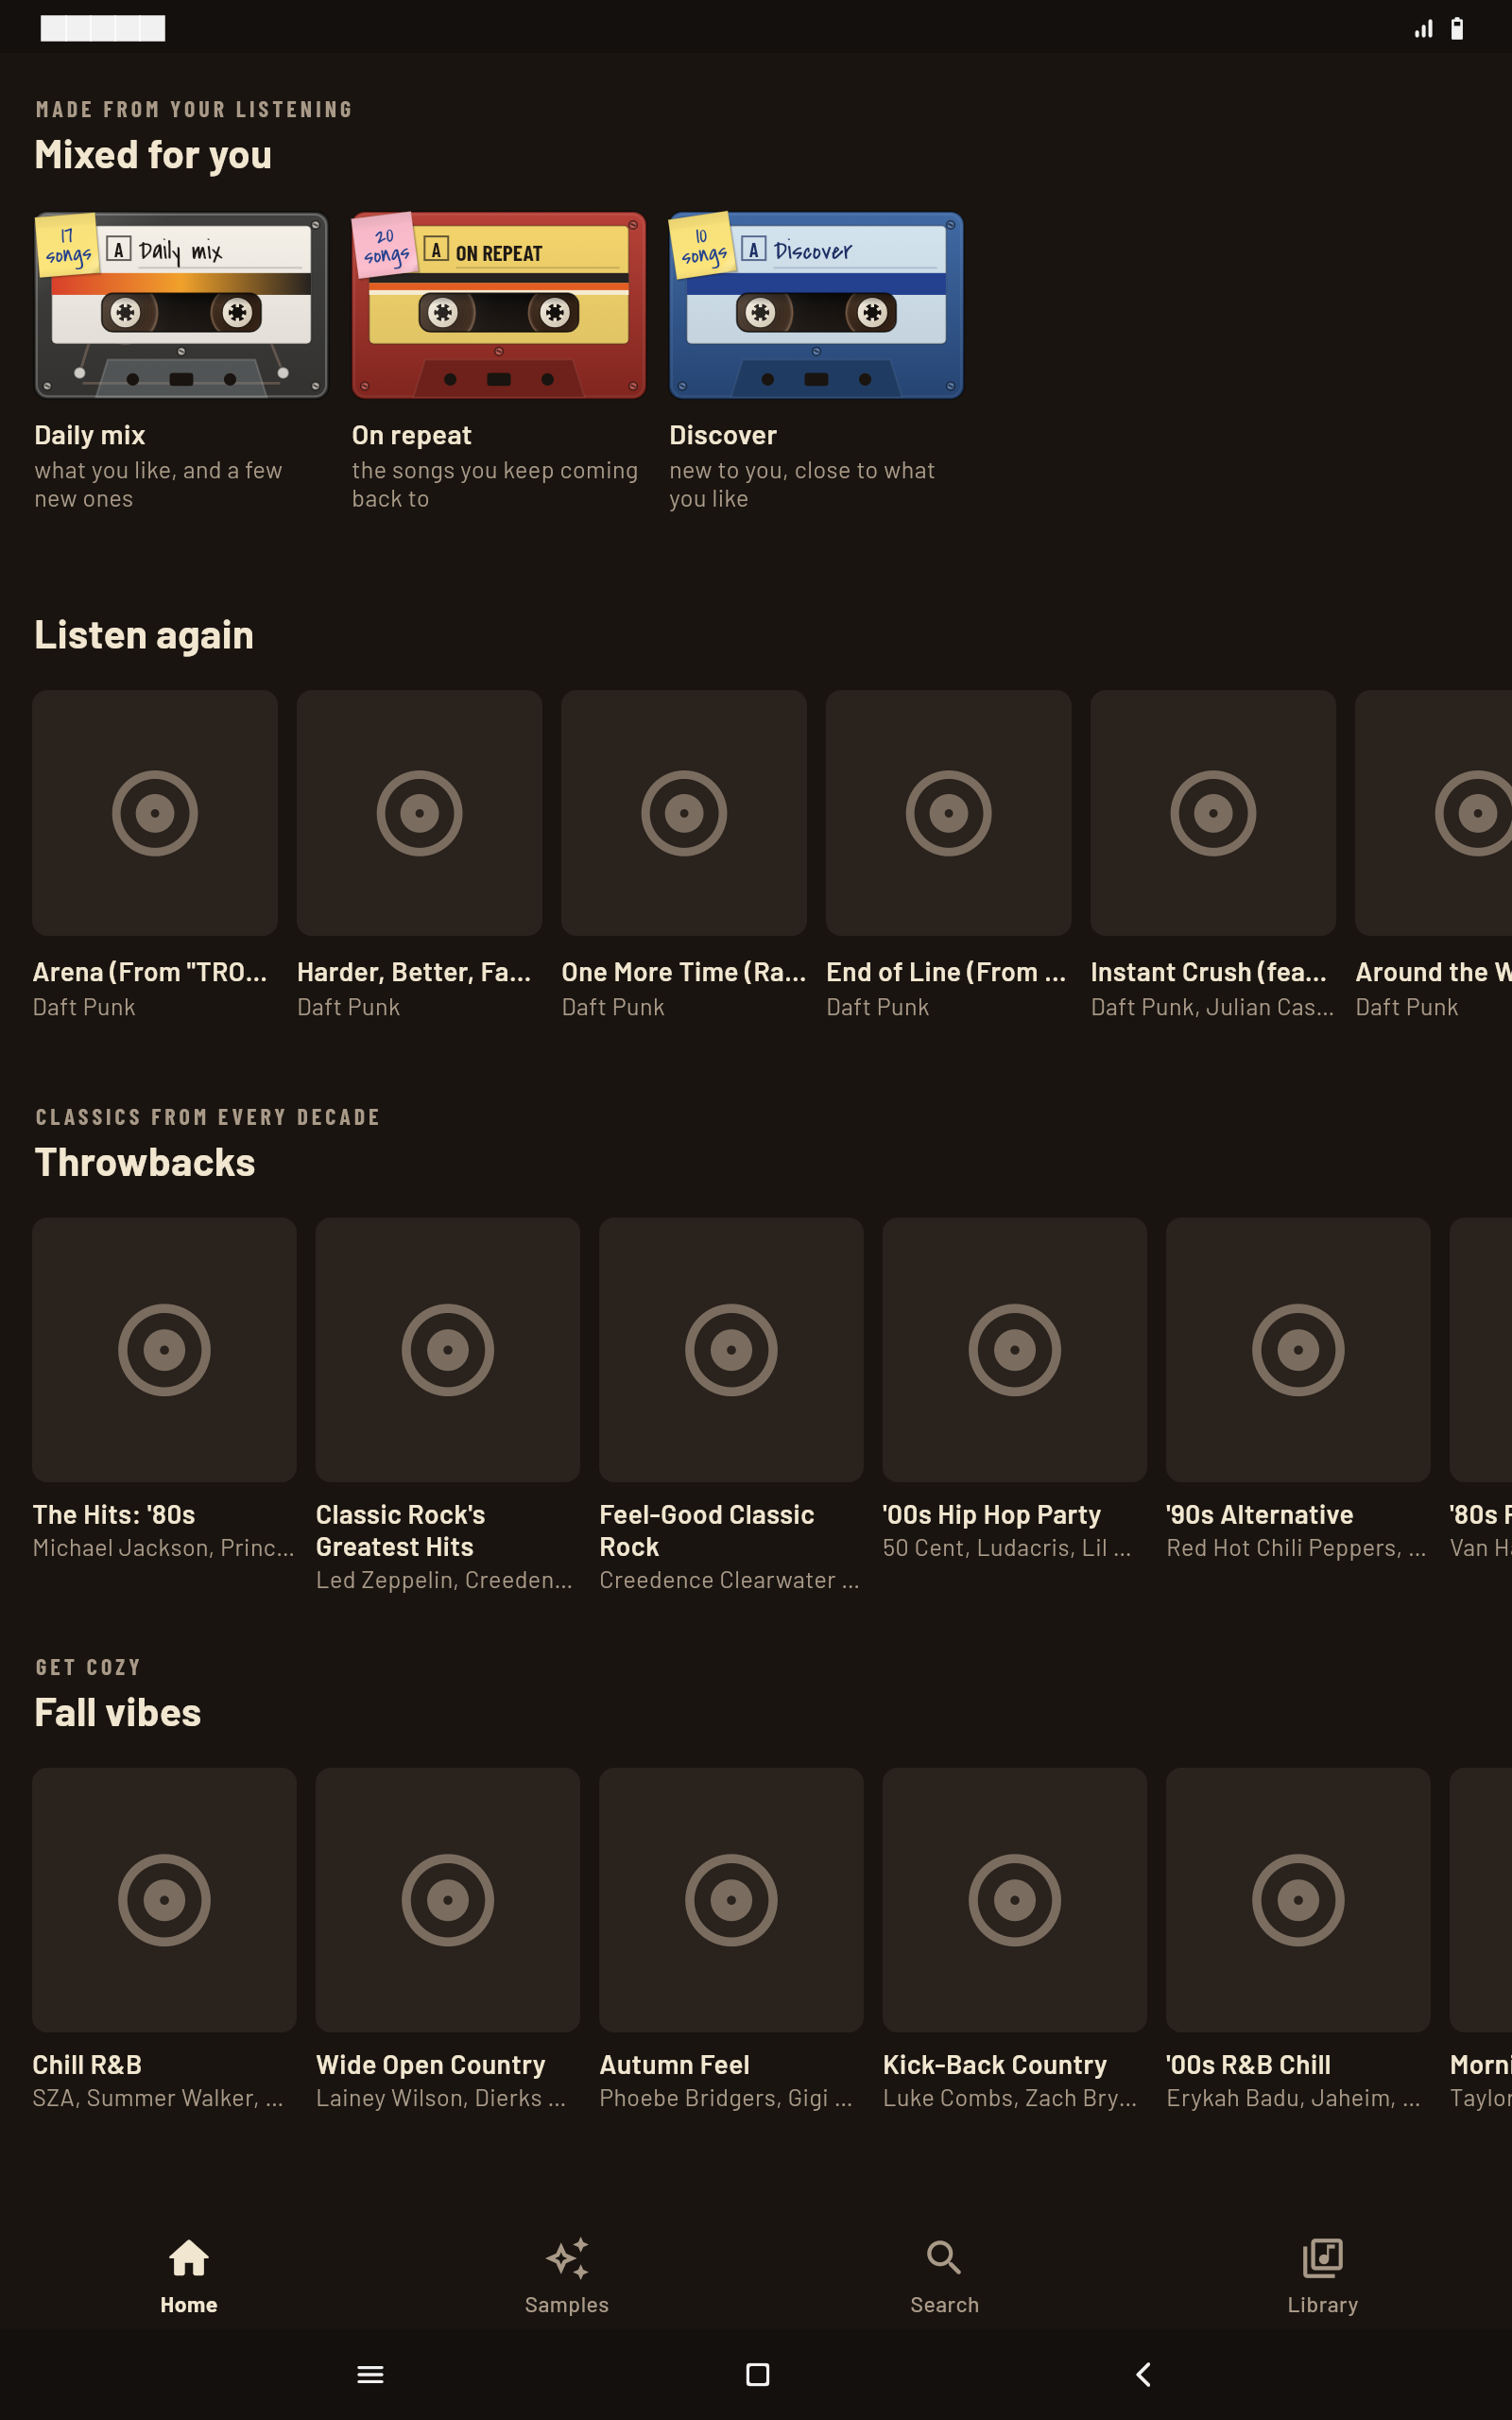 MADE FROM YOUR LISTENING
Mixed for you
17 songs
A Daily mix
20 songs
A ON REPEAT
10 songs
A Discover
Daily mix
what you like, and a few
new ones
On repeat
the songs you keep coming
back to
Discover
new to you, close to what
you like
Listen again
Arena (From "TRO...
Daft Punk
Harder, Better, Fa...
Daft Punk
One More Time (Ra...
Daft Punk
End of Line (From ...
Daft Punk
Instant Crush (fea...
Daft Punk, Julian Cas...
Around the W
Daft Punk
CLASSICS FROM EVERY DECADE
Throwbacks
The Hits: '80s
Michael Jackson, Princ...
Classic Rock's
Greatest Hits
Led Zeppelin, Creeden...
Feel-Good Classic
Rock
Creedence Clearwater ...
'00s Hip Hop Party
50 Cent, Ludacris, Lil ...
'90s Alternative
Red Hot Chili Peppers, ...
'80s
Van H
GET COZY
Fall vibes
Chill R&B
SZA, Summer Walker, ...
Wide Open Country
Lainey Wilson, Dierks ...
Autumn Feel
Phoebe Bridgers, Gigi ...
Kick-Back Country
Luke Combs, Zach Bry...
'00s R&B Chill
Erykah Badu, Jaheim, ...
Morni
Taylor
Home
Samples
Search
Library